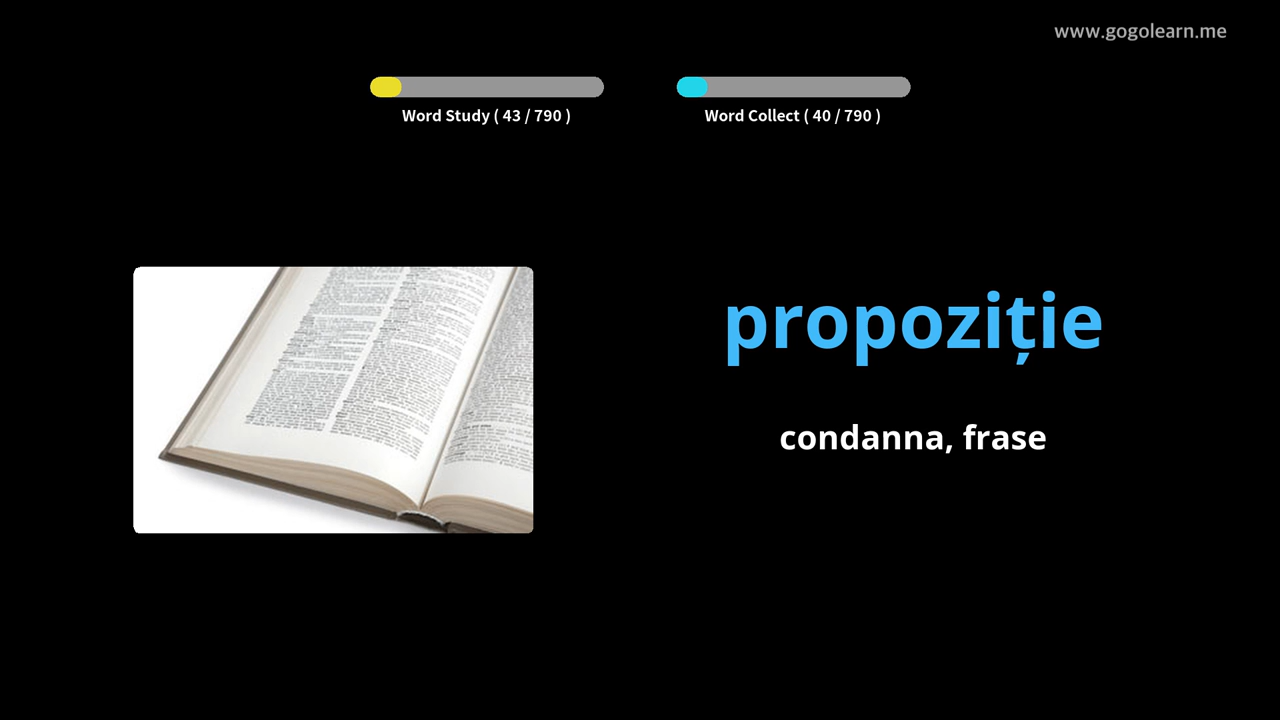 www.gogolearn.me
Word Study ( 43 / 790 )
Word Collect ( 40 / 790 )
propoziție
condanna, frase